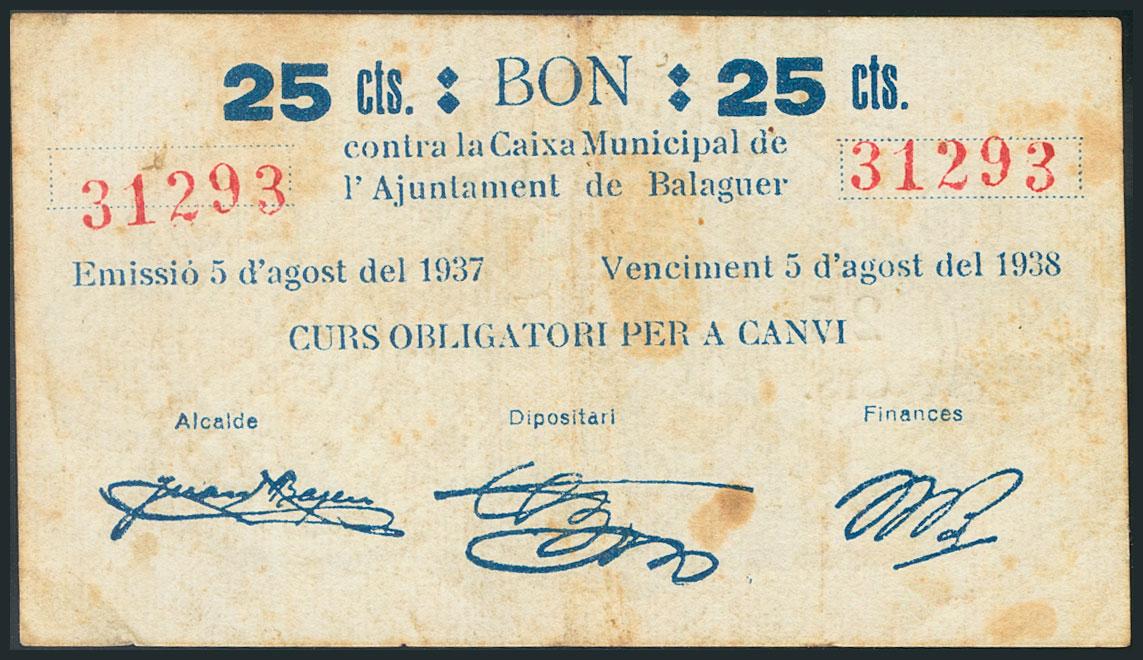 25 cts. BON 25 cts.
contra la Caixa Municipal de
l'Ajuntament de Balaguer
31293
31293
Emissió 5 d'agost del 1937
Venciment 5 d'agost del 1938
CURS OBLIGATORI PER A CANVI
Alcalde
Dipositari
Finances